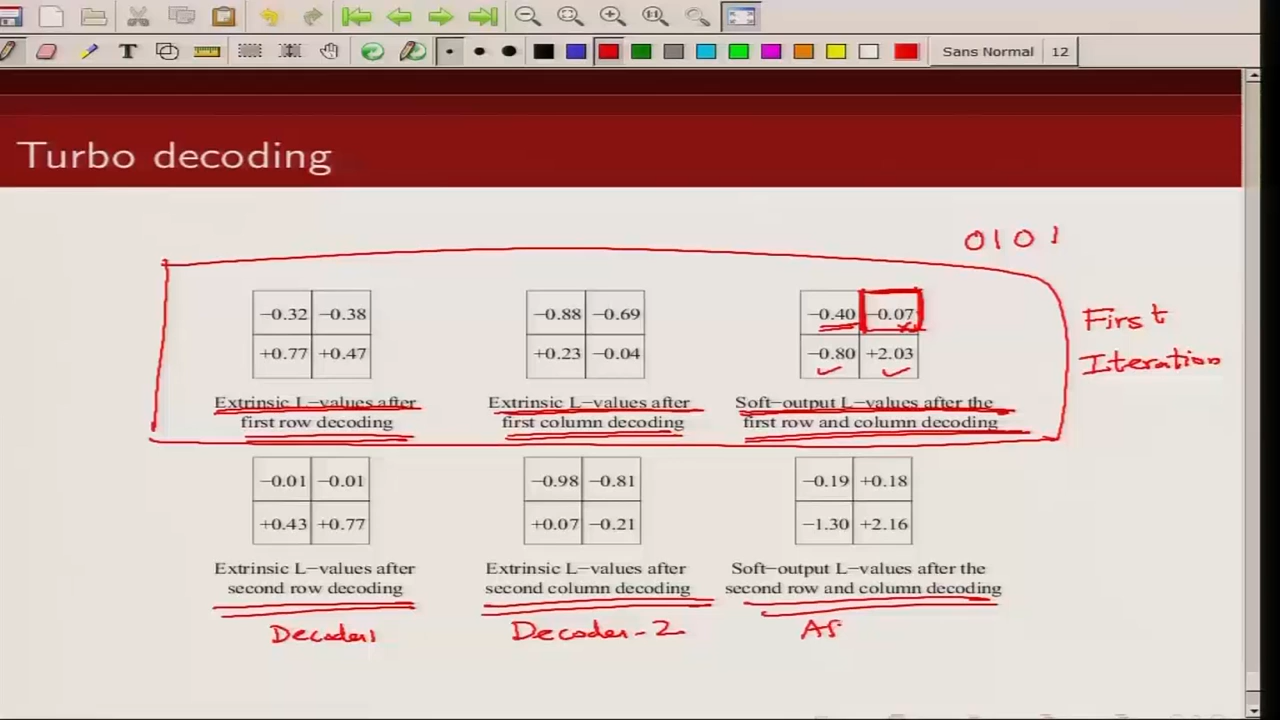 Sans Normal 12
Turbo decoding
0101
−0.32 −0.38
+0.77 +0.47
Extrinsic L−values after
first row decoding
−0.88 −0.69
+0.23 −0.04
Extrinsic L−values after
first column decoding
−0.40 −0.07
−0.80 +2.03
Soft−output L−values after the
first row and column decoding
First
Iteration
−0.01 −0.01
+0.43 +0.77
Extrinsic L−values after
second row decoding
Decoder1
−0.98 −0.81
+0.07 −0.21
Extrinsic L−values after
second column decoding
Decoder-2
−0.19 +0.18
−1.30 +2.16
Soft−output L−values after the
second row and column decoding